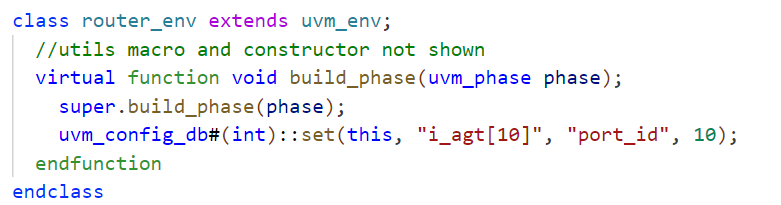 class router_env extends uvm_env;
//utils macro and constructor not shown
virtual function void build_phase(uvm_phase phase);
super.build_phase(phase);
uvm_config_db#(int)::set(this, "i_agt[10]", "port_id", 10);
endfunction
endclass